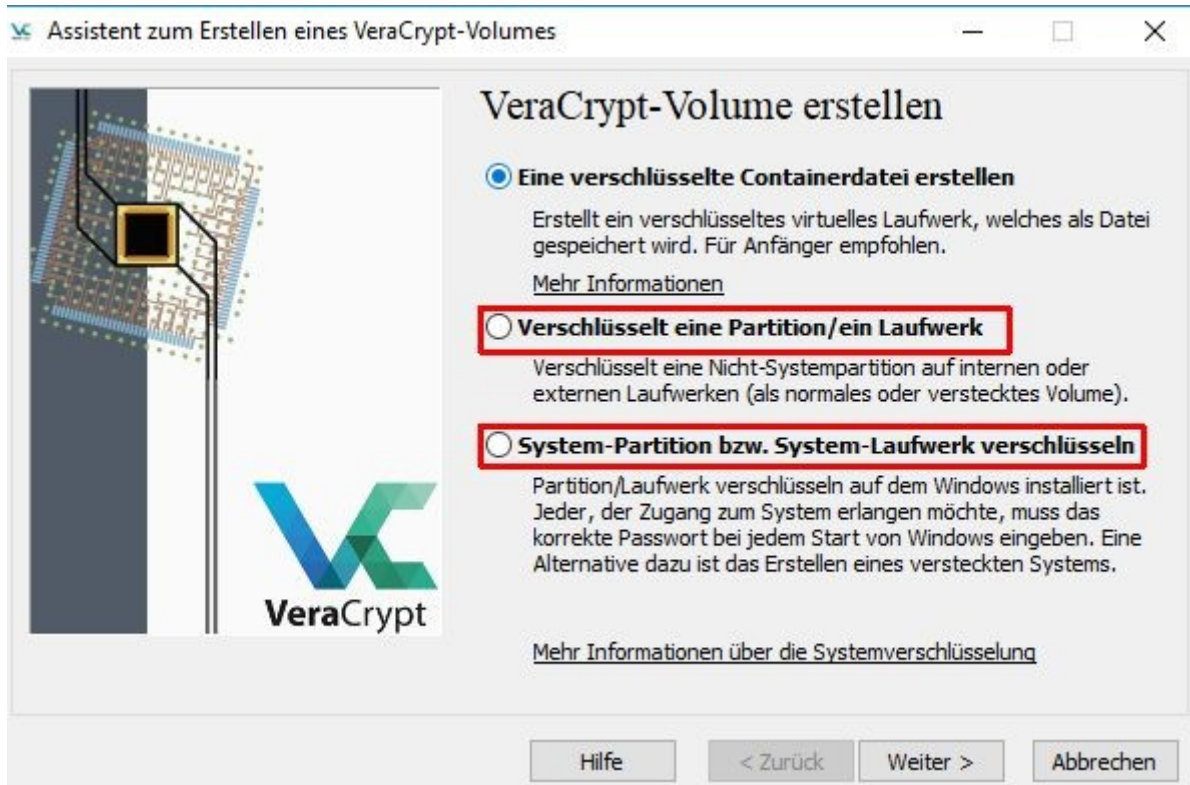 Assistent zum Erstellen eines VeraCrypt-Volumes
VeraCrypt-Volume erstellen
Eine verschlüsselte Containerdatei erstellen
Erstellt ein verschlüsseltes virtuelles Laufwerk, welches als Datei
gespeichert wird. Für Anfänger empfohlen.
Mehr Informationen
Verschlüsselt eine Partition/ein Laufwerk
Verschlüsselt eine Nicht-Systempartition auf internen oder
externen Laufwerken (als normales oder verstecktes Volume).
System-Partition bzw. System-Laufwerk verschlüsseln
Partition/Laufwerk verschlüsseln auf dem Windows installiert ist.
Jeder, der Zugang zum System erlangen möchte, muss das
korrekte Passwort bei jedem Start von Windows eingeben. Eine
Alternative dazu ist das Erstellen eines versteckten Systems.
VeraCrypt
Mehr Informationen über die Systemverschlüsselung
Hilfe
< Zurück
Weiter >
Abbrechen